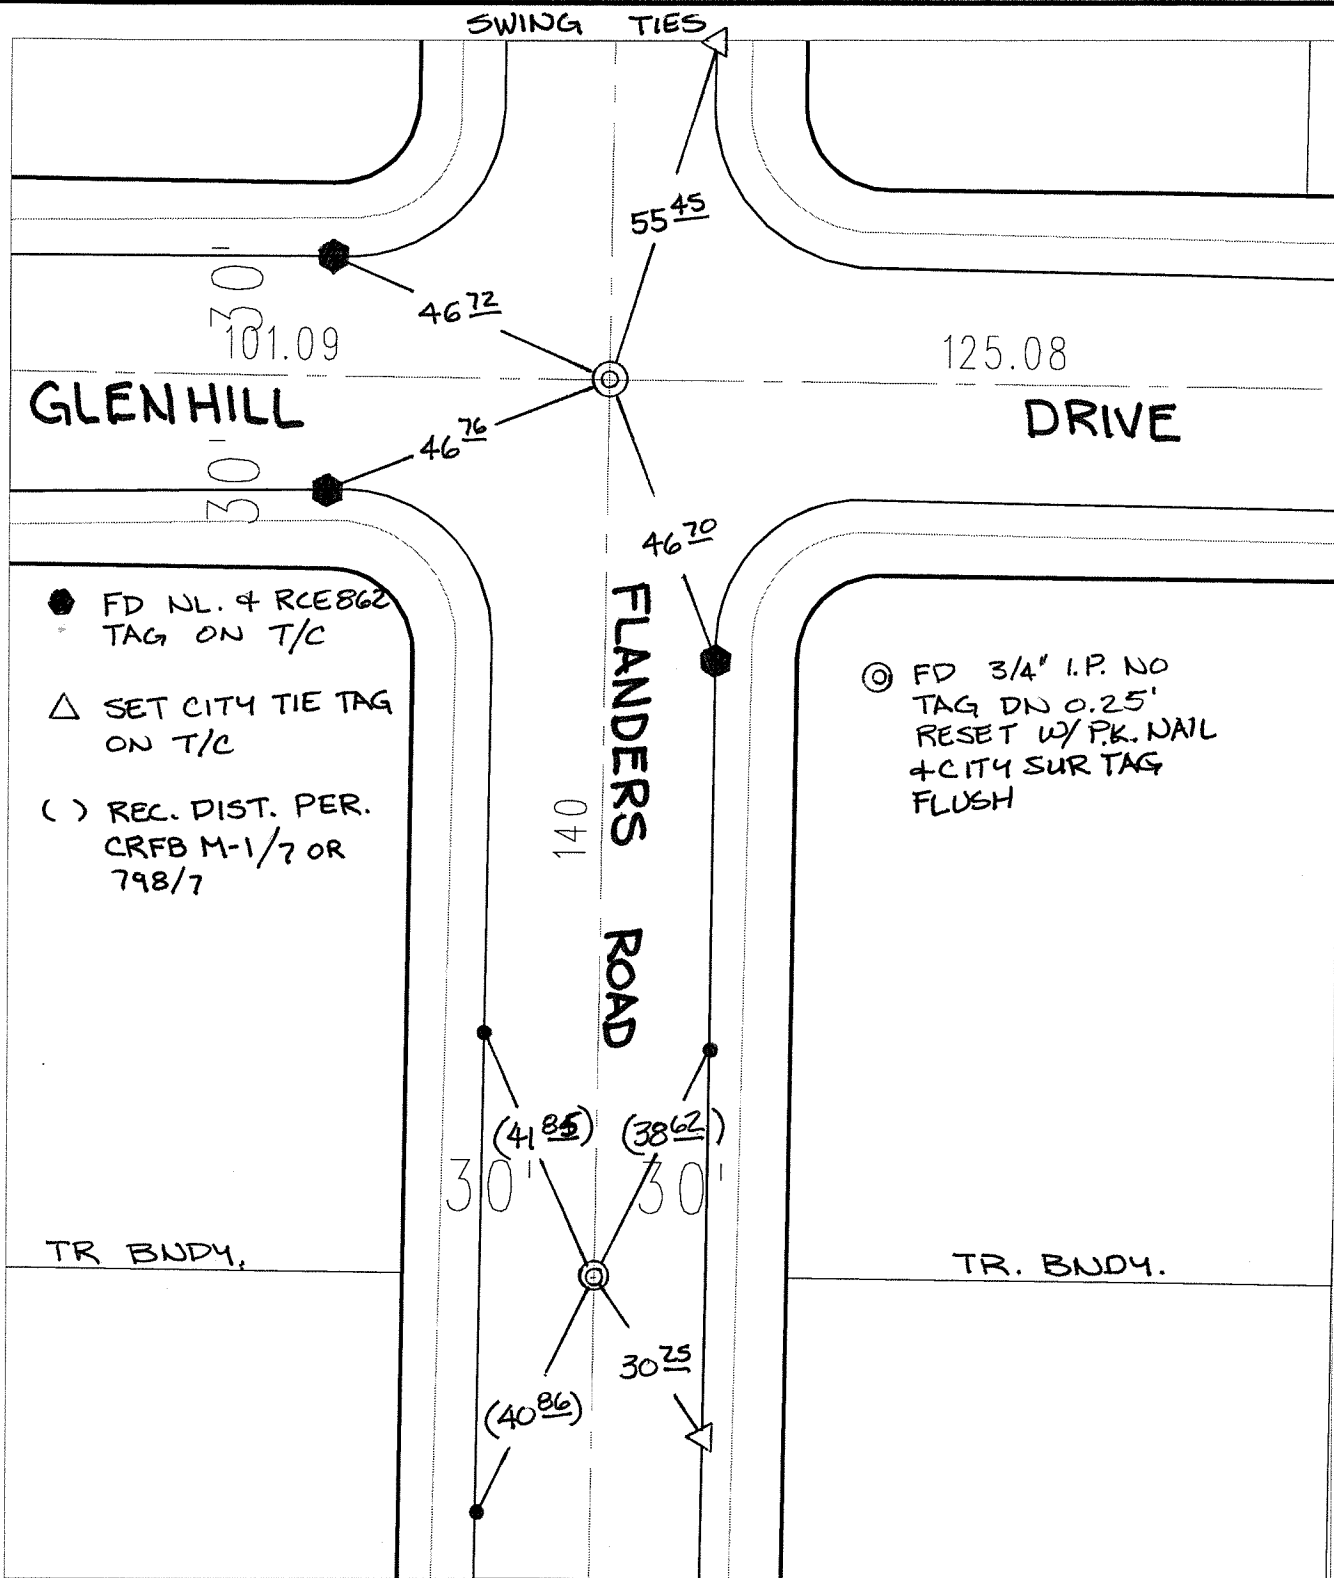 SWING TIES
55 45
30'
46 72
101.09
125.08
GLENHILL
DRIVE
46 76
30'
46 70
FD NL. & RCE862
TAG ON T/C
SET CITY TIE TAG
ON T/C
( ) REC. DIST. PER.
CRFB M-1/7 OR
798/7
FLANDERS ROAD
140
FD 3/4" I.P. NO
TAG DN 0.25'
RESET W/ P.K. NAIL
& CITY SUR TAG
FLUSH
(41 85)
(38 62)
30'
30'
TR BNDY.
TR. BNDY.
30 25
(40 86)